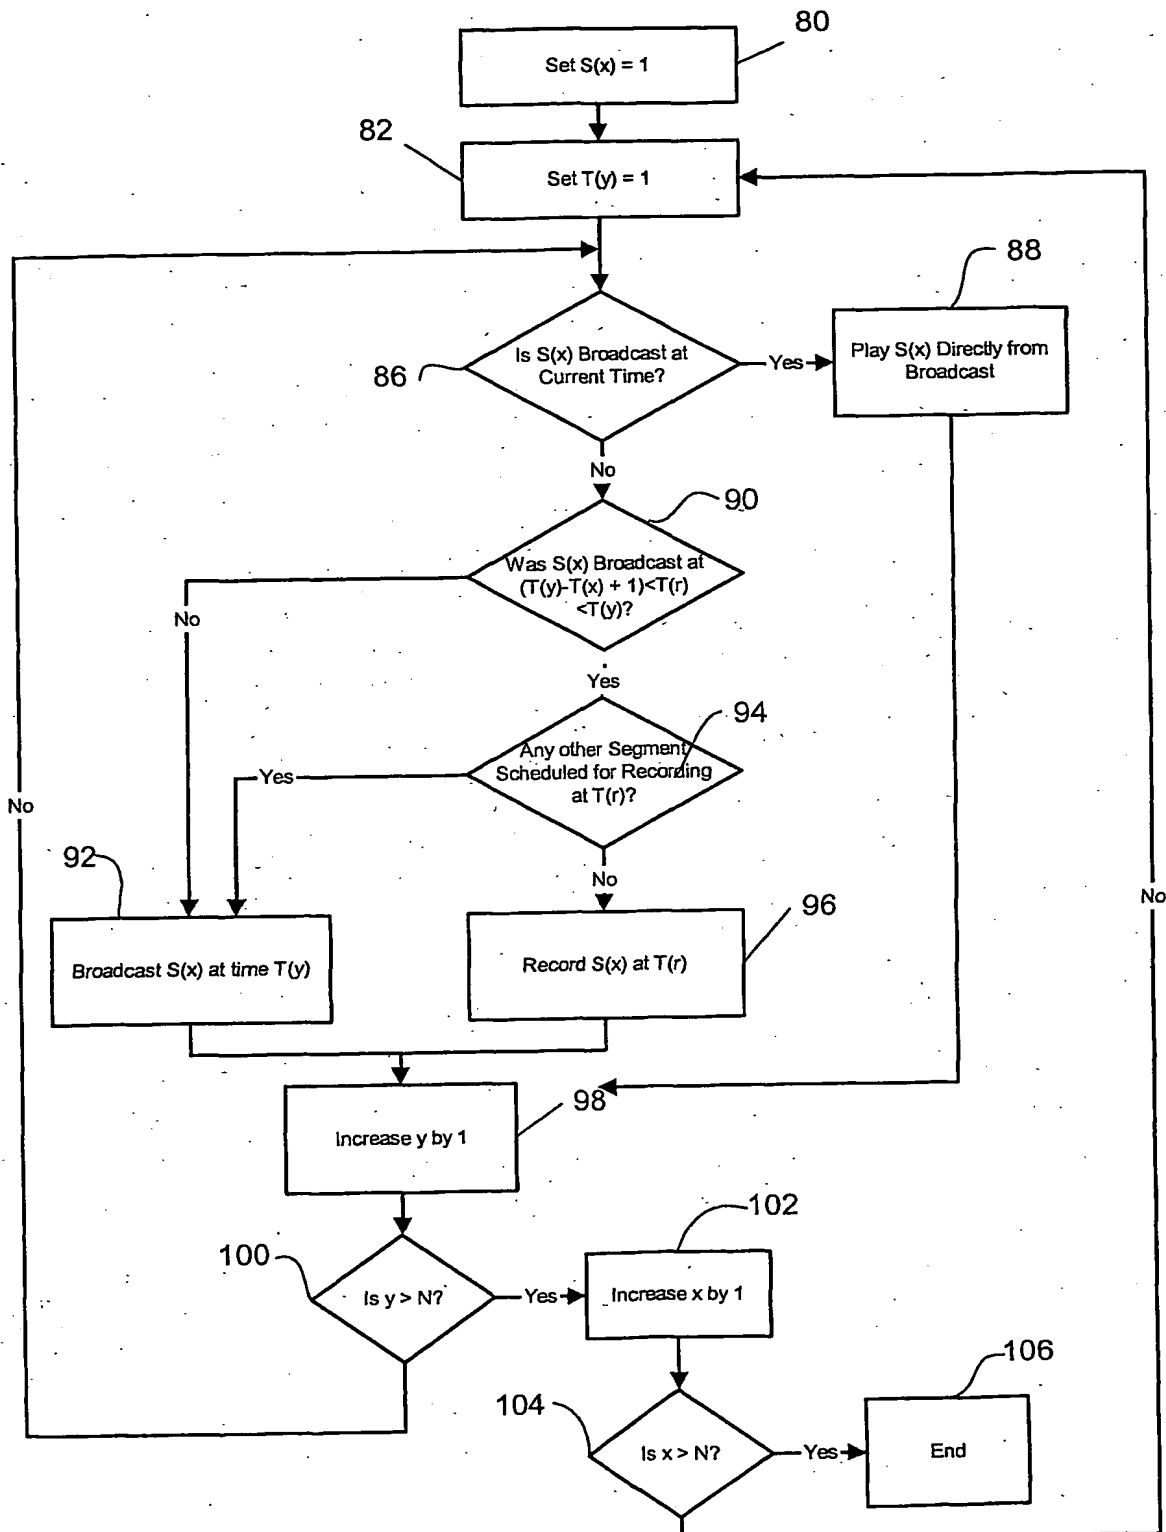 80
Set S(x) = 1
82
Set T(y) = 1
88
Is S(x) Broadcast at
Current Time?
86
Yes
Play S(x) Directly from
Broadcast
No
90
Was S(x) Broadcast at
(T(y)-T(x) + 1)<T(r)
<T(y)?
No
Yes
94
Any other Segment
Scheduled for Recording
at T(r)?
Yes
No
No
92
96
No
Broadcast S(x) at time T(y)
Record S(x) at T(r)
98
Increase y by 1
102
100
Is y > N?
Yes
Increase x by 1
106
104
Is x > N?
Yes
End